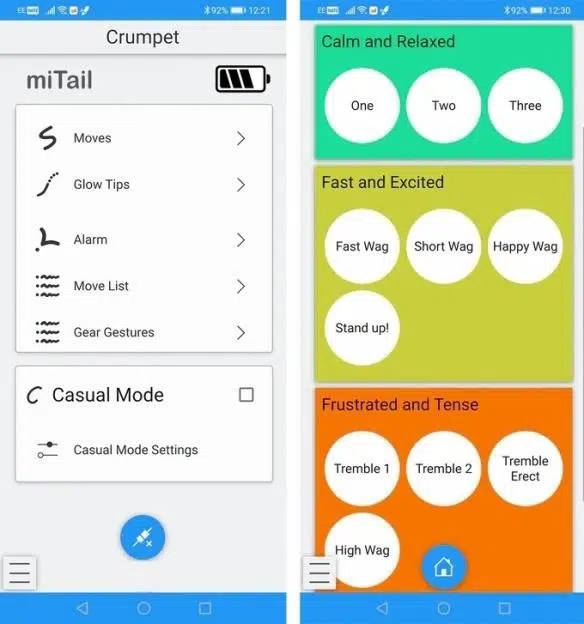 EE 92% 12:21
Crumpet
miTail
Moves
Glow Tips
Alarm
Move List
Gear Gestures
Casual Mode
Casual Mode Settings
EE 92% 12:30
Calm and Relaxed
One Two Three
Fast and Excited
Fast Wag Short Wag Happy Wag
Stand up!
Frustrated and Tense
Tremble 1 Tremble 2 Tremble
Erect
High Wag